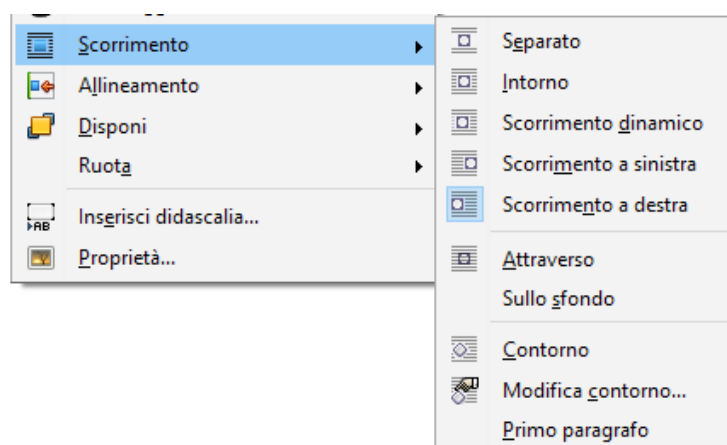 Scorrimento
Allineamento
Disponi
Ruota
Inserisci didascalia...
Proprietà...
Separato
Intorno
Scorrimento dinamico
Scorrimento a sinistra
Scorrimento a destra
Attraverso
Sullo sfondo
Contorno
Modifica contorno...
Primo paragrafo